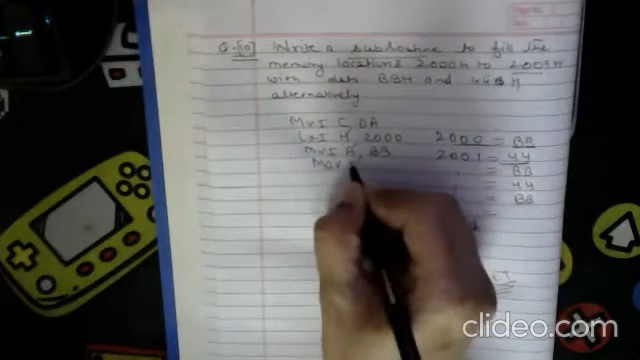 Q-10 Write a subroutine to fill the
memory locations 2000H to 2009H
with data BBH and 44H
alternatively
MVI C, 0A
LXI H, 2000
MVI A, BB
MOV
2000 = BB
2001 = 44
= BB
= 44
= BB
=
clideo.com